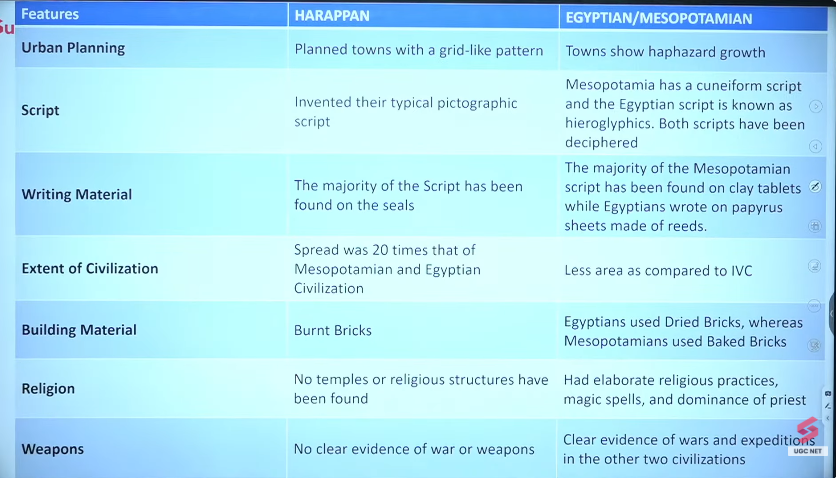 Su
Features HARAPPAN EGYPTIAN/MESOPOTAMIAN
Urban Planning Planned towns with a grid-like pattern Towns show haphazard growth
Script
Invented their typical pictographic
script
Mesopotamia has a cuneiform script
and the Egyptian script is known as
hieroglyphics. Both scripts have been
deciphered
Writing Material
The majority of the Script has been
found on the seals
The majority of the Mesopotamian
script has been found on clay tablets
while Egyptians wrote on papyrus
sheets made of reeds.
Extent of Civilization
Spread was 20 times that of
Mesopotamian and Egyptian
Civilization
Less area as compared to IVC
Building Material
Burnt Bricks
Egyptians used Dried Bricks, whereas
Mesopotamians used Baked Bricks
Religion
No temples or religious structures have
been found
Had elaborate religious practices,
magic spells, and dominance of priest
Weapons
No clear evidence of war or weapons
Clear evidence of wars and expeditions
in the other two civilizations
UGC NET